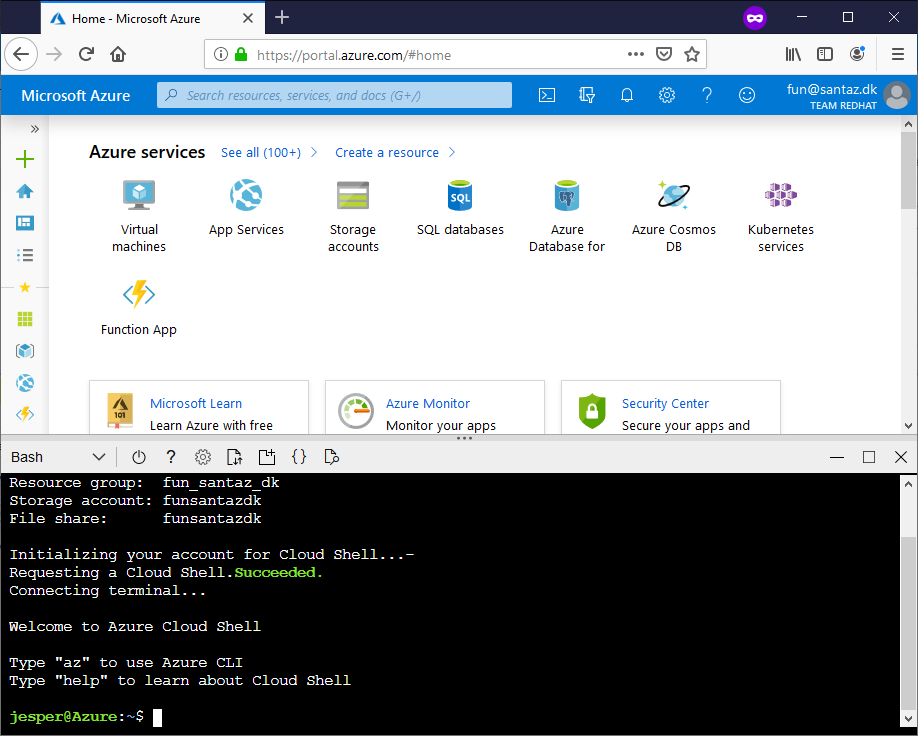 Home - Microsoft Azure
https://portal.azure.com/#home
Microsoft Azure
Search resources, services, and docs (G+/)
fun@santaz.dk
TEAM REDHAT
Azure services
See all (100+)
Create a resource
Virtual machines
App Services
Storage accounts
SQL
SQL databases
Azure Database for
Azure Cosmos DB
Kubernetes services
Function App
101
Microsoft Learn
Learn Azure with free
Azure Monitor
Monitor your apps
Security Center
Secure your apps and
Bash
Resource group:  fun_santaz_dk
Storage account: funsantazdk
File share:      funsantazdk
Initializing your account for Cloud Shell...-
Requesting a Cloud Shell.Succeeded.
Connecting terminal...
Welcome to Azure Cloud Shell
Type "az" to use Azure CLI
Type "help" to learn about Cloud Shell
jesper@Azure:~$